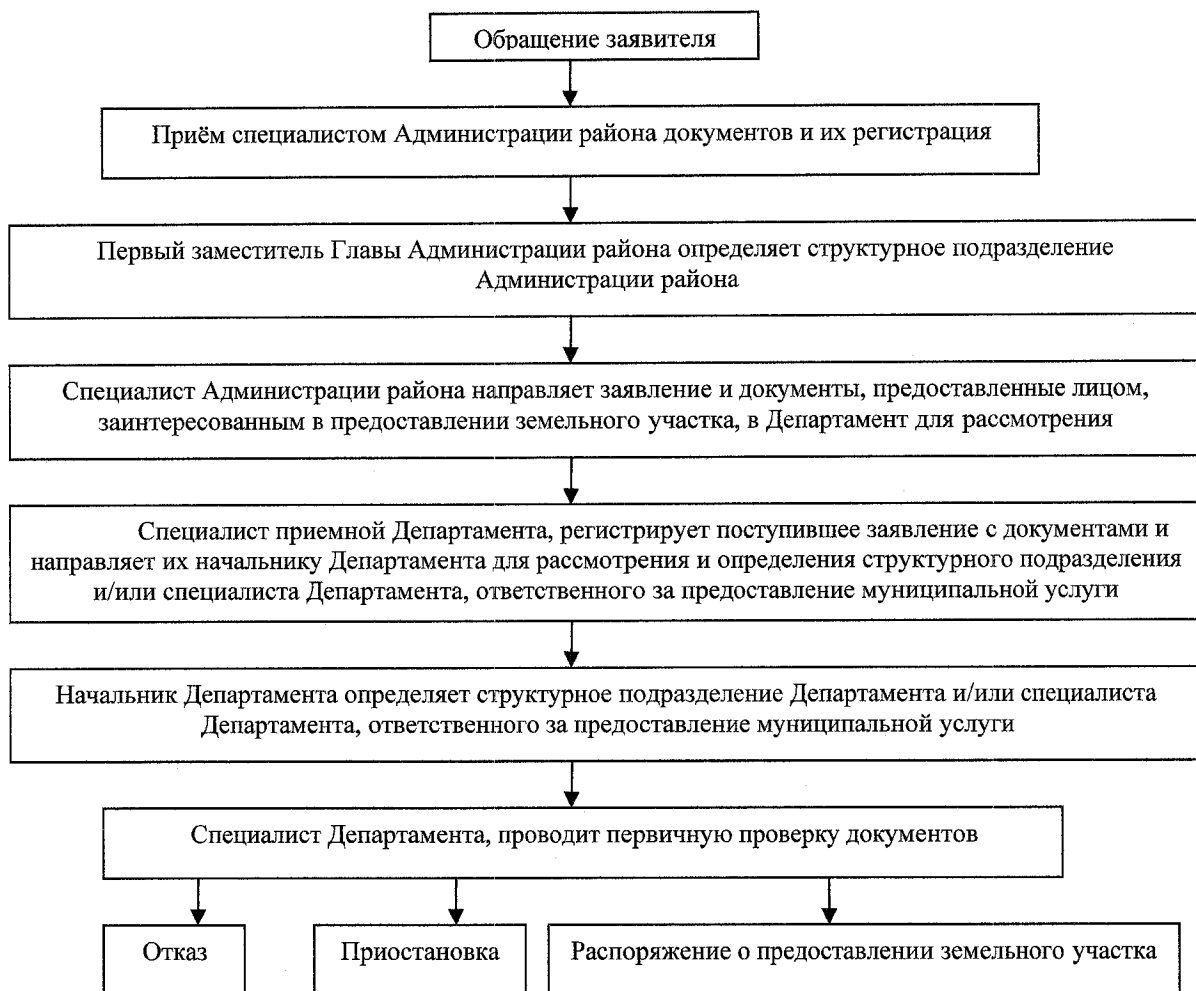 Обращение заявителя
Приём специалистом Администрации района документов и их регистрация
Первый заместитель Главы Администрации района определяет структурное подразделение
Администрации района
Специалист Администрации района направляет заявление и документы, предоставленные лицом,
заинтересованным в предоставлении земельного участка, в Департамент для рассмотрения
Специалист приемной Департамента, регистрирует поступившее заявление с документами и
направляет их начальнику Департамента для рассмотрения и определения структурного подразделения
и/или специалиста Департамента, ответственного за предоставление муниципальной услуги
Начальник Департамента определяет структурное подразделение Департамента и/или специалиста
Департамента, ответственного за предоставление муниципальной услуги
Специалист Департамента, проводит первичную проверку документов
Отказ
Приостановка
Распоряжение о предоставлении земельного участка